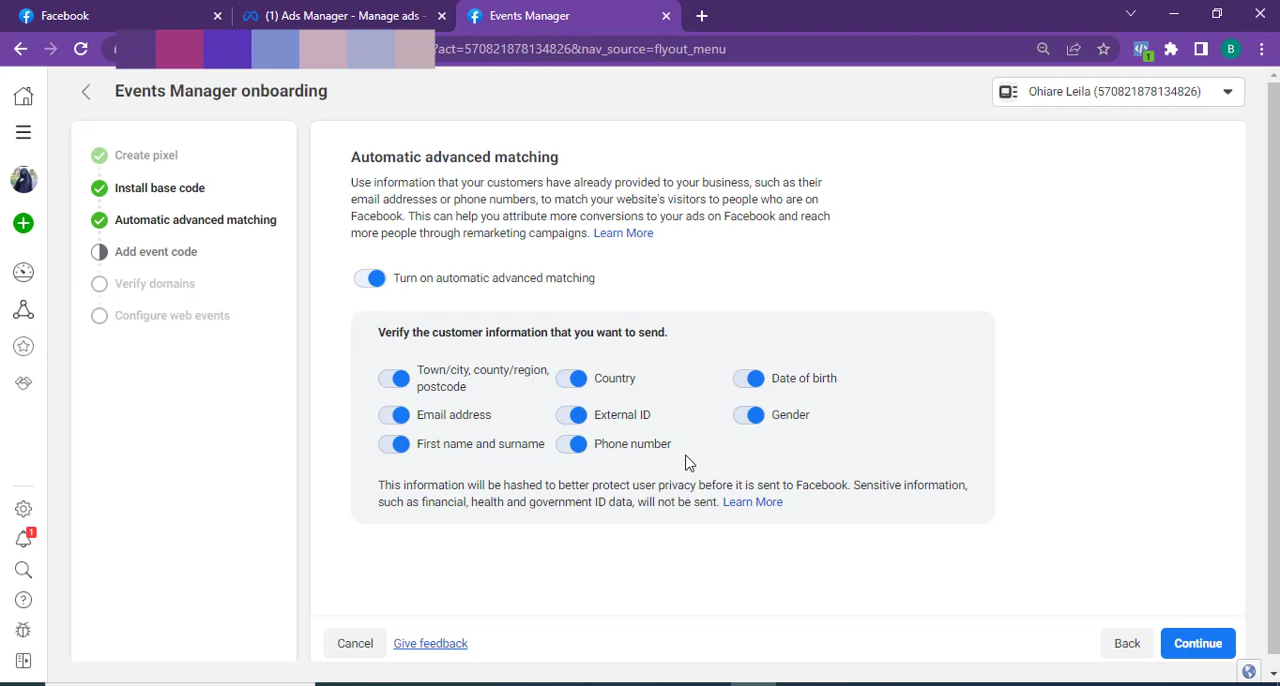 Facebook
(1) Ads Manager - Manage ads -
Events Manager
?act=570821878134826&nav_source=flyout_menu
1
B
Events Manager onboarding
Ohiare Leila (570821878134826)
Create pixel
Install base code
Automatic advanced matching
Add event code
Verify domains
Configure web events
Automatic advanced matching
Use information that your customers have already provided to your business, such as their
email addresses or phone numbers, to match your website's visitors to people who are on
Facebook. This can help you attribute more conversions to your ads on Facebook and reach
more people through remarketing campaigns. Learn More
Turn on automatic advanced matching
Verify the customer information that you want to send.
Town/city, county/region,
postcode
Country
Date of birth
Email address
External ID
Gender
First name and surname
Phone number
This information will be hashed to better protect user privacy before it is sent to Facebook. Sensitive information,
such as financial, health and government ID data, will not be sent. Learn More
1
Cancel
Give feedback
Back
Continue